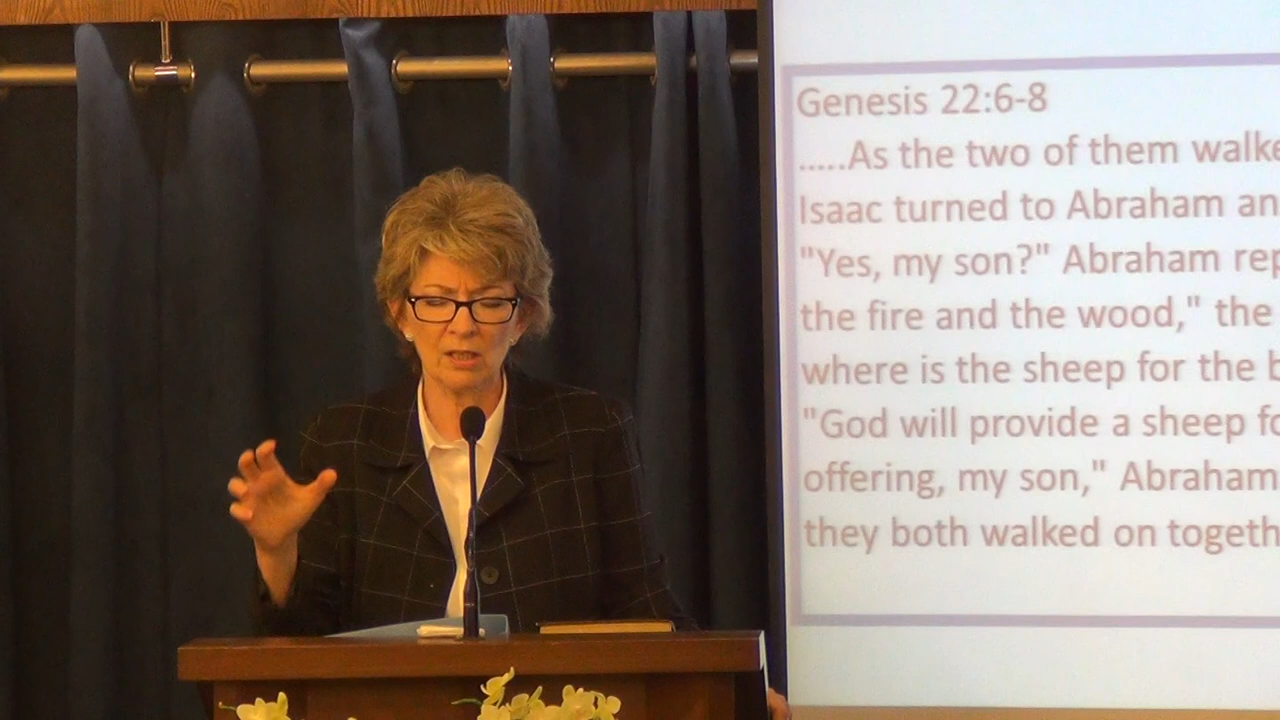 Genesis 22:6-8
.....As the two of them walke
Isaac turned to Abraham an
"Yes, my son?" Abraham rep
the fire and the wood," the
where is the sheep for the b
"God will provide a sheep fo
offering, my son," Abraham
they both walked on togeth